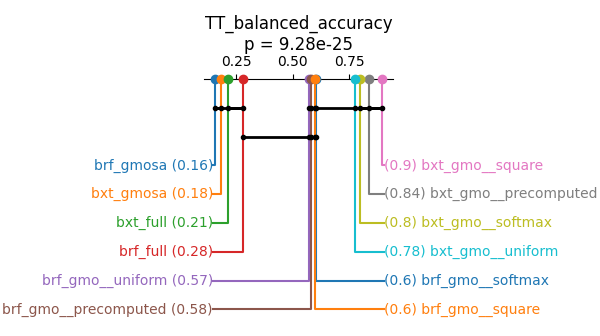 TT_balanced_accuracy
p = 9.28e-25
0.25 0.50 0.75
brf_gmosa (0.16)
(0.9) bxt_gmo__square
bxt_gmosa (0.18)
(0.84) bxt_gmo__precomputed
bxt_full (0.21)
(0.8) bxt_gmo__softmax
brf_full (0.28)
(0.78) bxt_gmo__uniform
brf_gmo__uniform (0.57)
(0.6) brf_gmo__softmax
brf_gmo__precomputed (0.58)
(0.6) brf_gmo__square